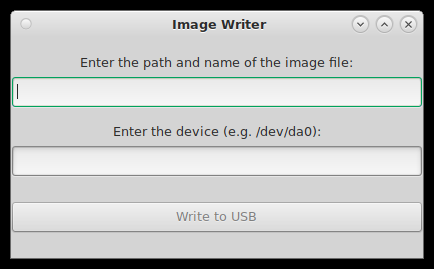 Image Writer
Enter the path and name of the image file:
Enter the device (e.g. /dev/da0):
Write to USB